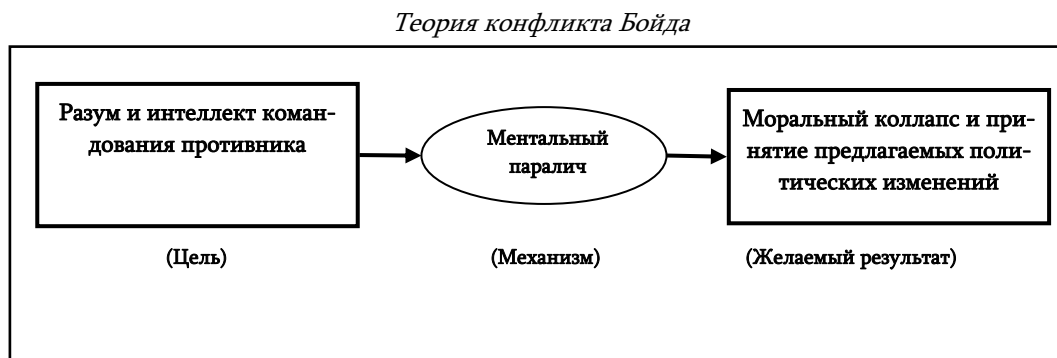 Теория конфликта Бойда
Разум и интеллект коман-
дования противника
Ментальный
паралич
Моральный коллапс и при-
нятие предлагаемых поли-
тических изменений
(Цель)
(Механизм)
(Желаемый результат)